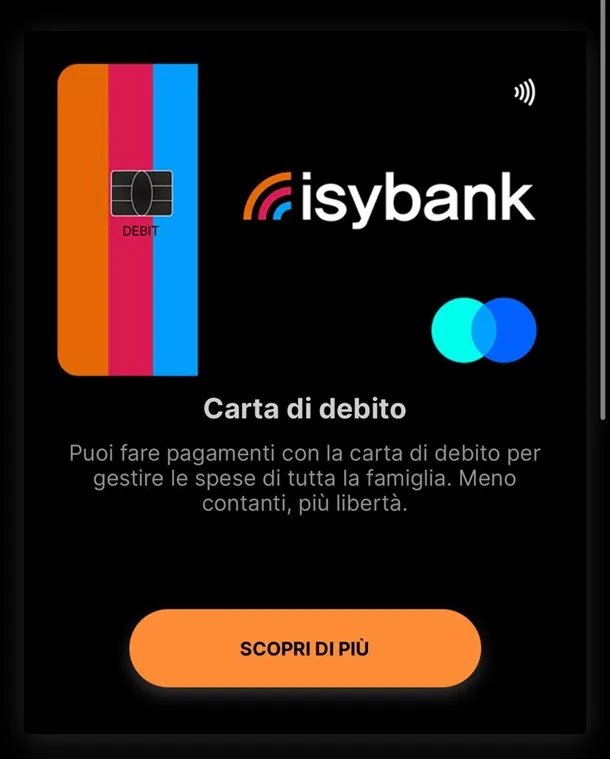 isybank
DEBIT
Carta di debito
Puoi fare pagamenti con la carta di debito per
gestire le spese di tutta la famiglia. Meno
contanti, più libertà.
SCOPRI DI PIÙ